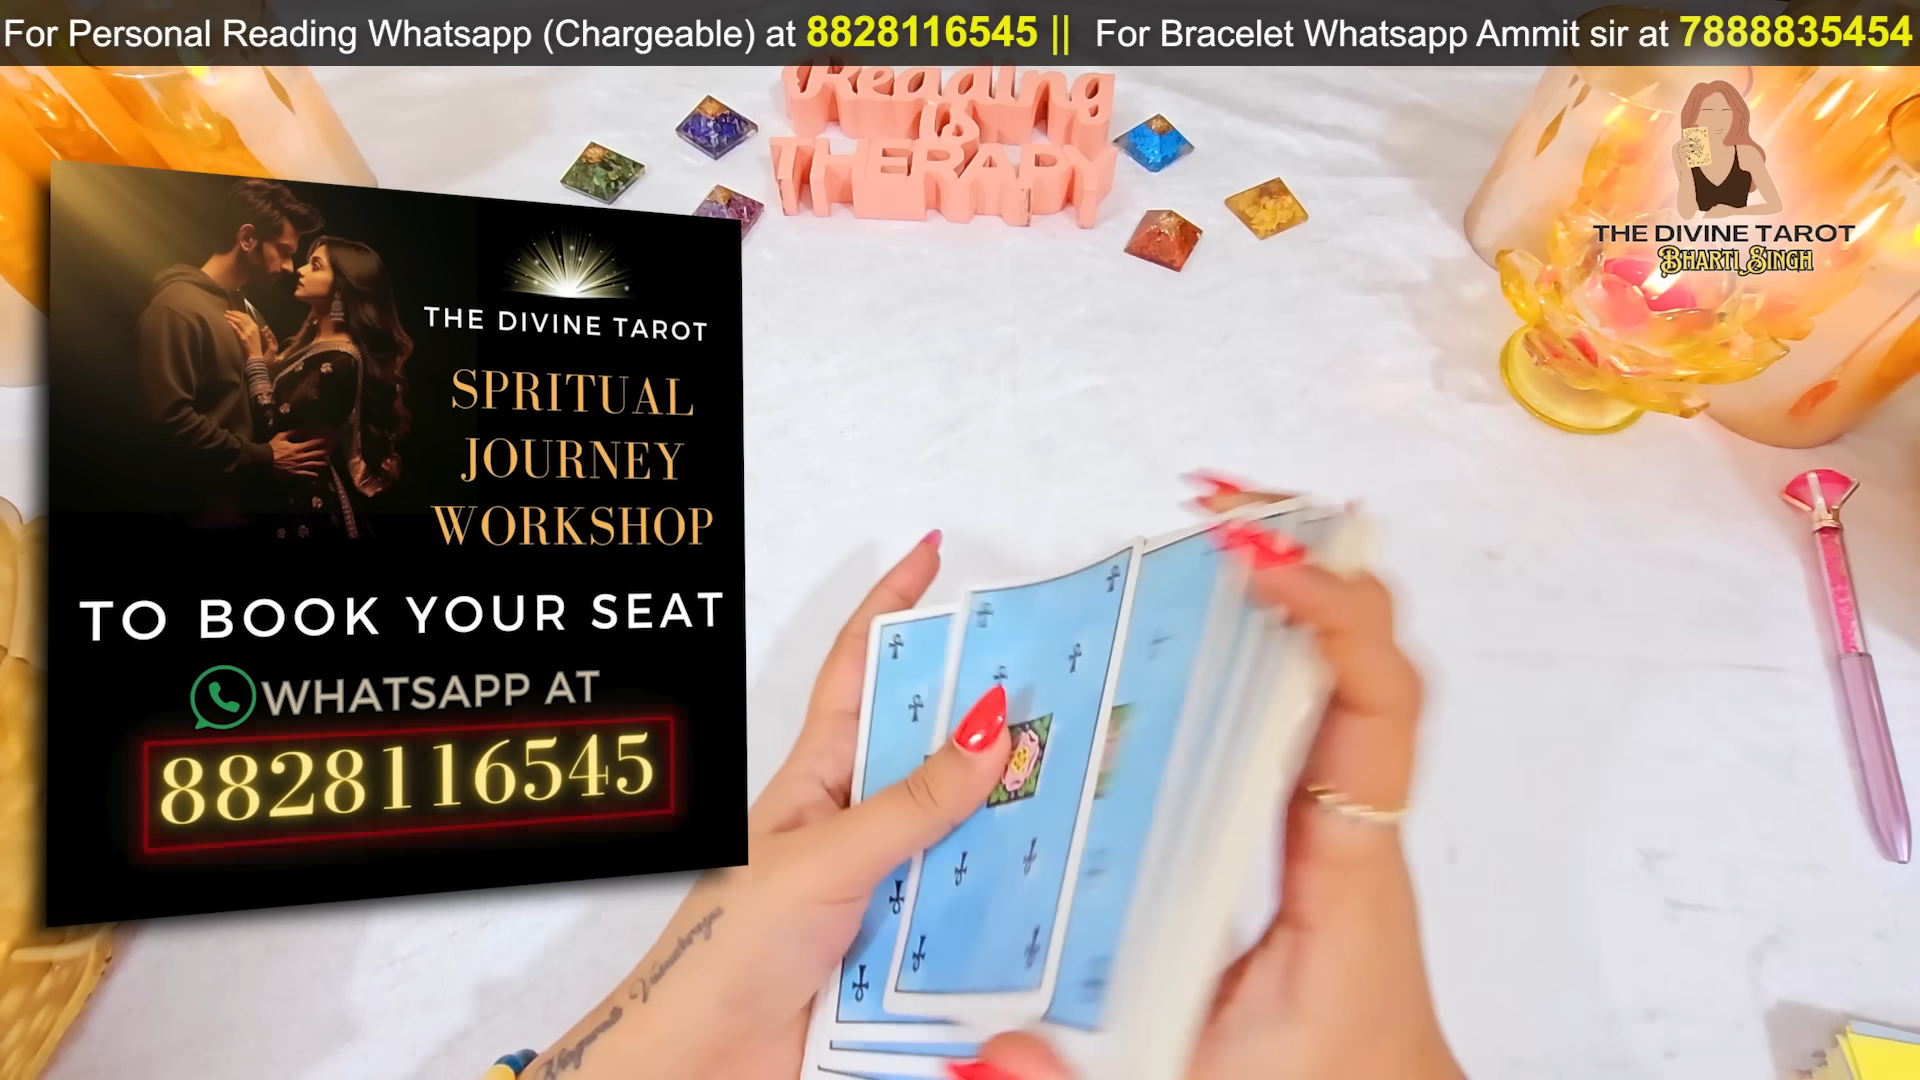 For Personal Reading Whatsapp (Chargeable) at 8828116545 || For Bracelet Whatsapp Ammit sir at 7888835454
Reading
is
THERAPY
THE DIVINE TAROT
BHARTI SINGH
THE DIVINE TAROT
SPRITUAL
JOURNEY
WORKSHOP
TO BOOK YOUR SEAT
WHATSAPP AT
8828116545